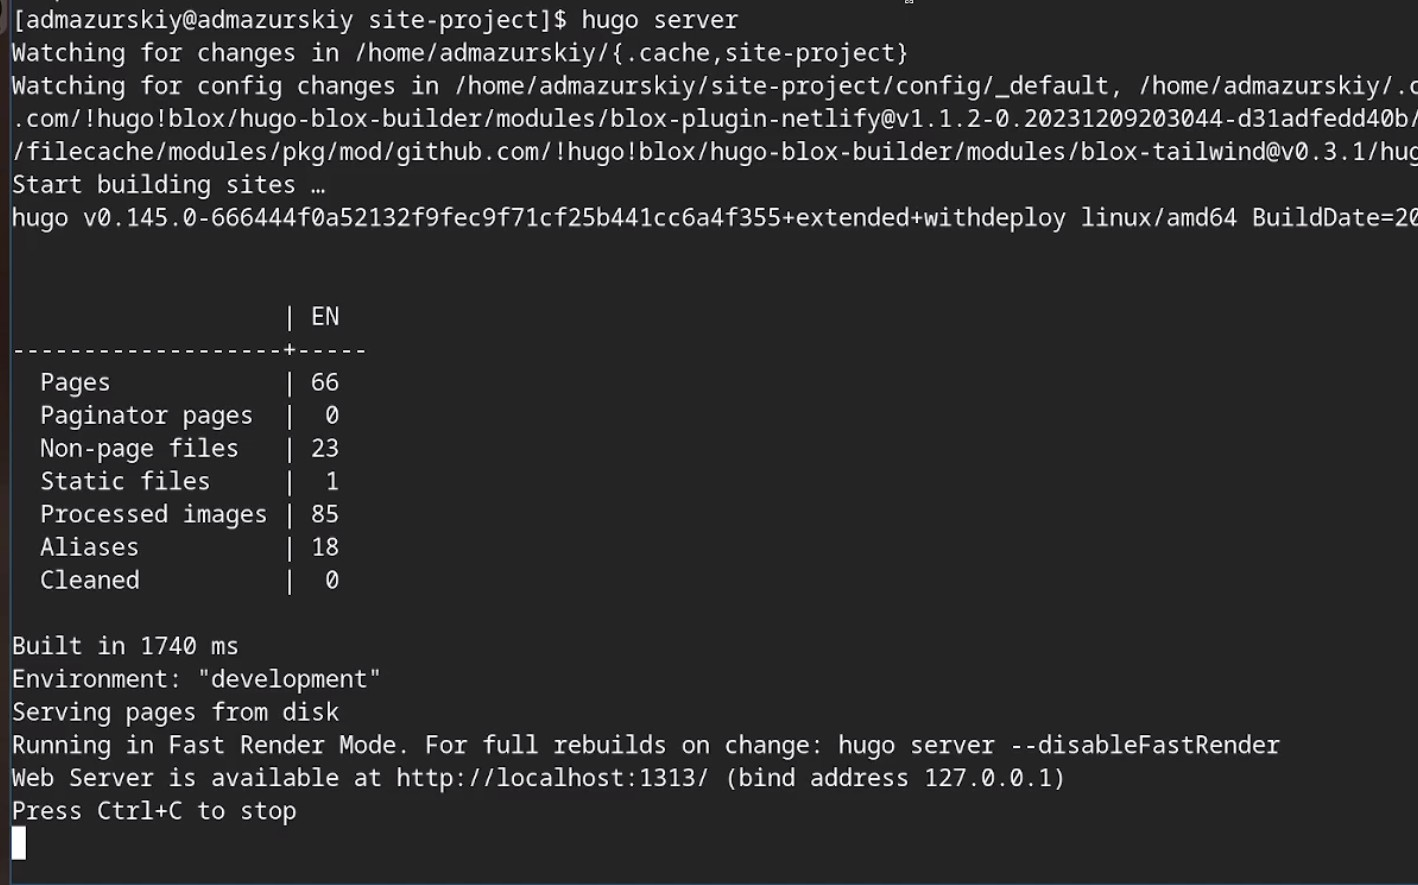 [admazurskiy@admazurskiy site-project]$ hugo server
Watching for changes in /home/admazurskiy/{.cache,site-project}
Watching for config changes in /home/admazurskiy/site-project/config/_default, /home/admazurskiy/.c
.com/!hugo!blox/hugo-blox-builder/modules/blox-plugin-netlify@v1.1.2-0.20231209203044-d31adfedd40b/
/filecache/modules/pkg/mod/github.com/!hugo!blox/hugo-blox-builder/modules/blox-tailwind@v0.3.1/hug
Start building sites …
hugo v0.145.0-666444f0a52132f9fec9f71cf25b441cc6a4f355+extended+withdeploy linux/amd64 BuildDate=20
| EN
-------------------+-----
Pages | 66
Paginator pages | 0
Non-page files | 23
Static files | 1
Processed images | 85
Aliases | 18
Cleaned | 0
Built in 1740 ms
Environment: "development"
Serving pages from disk
Running in Fast Render Mode. For full rebuilds on change: hugo server --disableFastRender
Web Server is available at http://localhost:1313/ (bind address 127.0.0.1)
Press Ctrl+C to stop